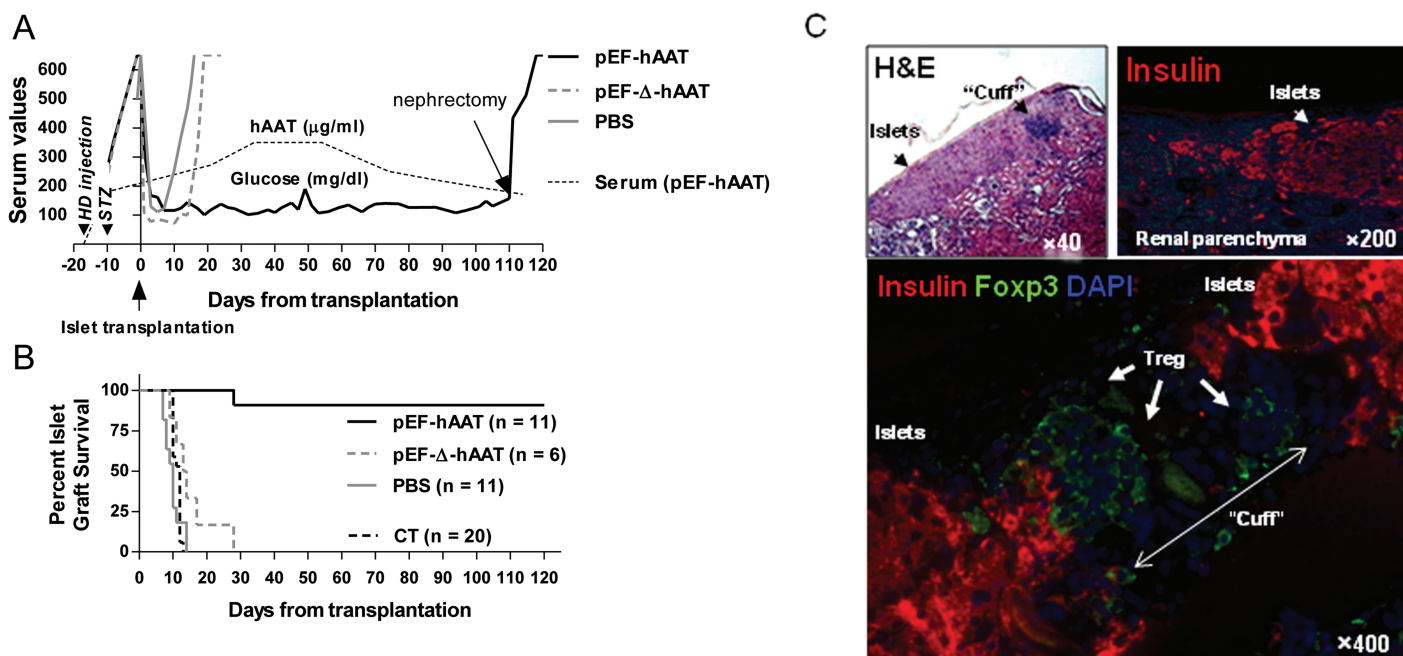 A
Serum values
600
500
400
300
200
100
HD injection
STZ
hAAT (μg/ml)
Glucose (mg/dl)
nephrectomy
pEF-hAAT
pEF-Δ-hAAT
PBS
Serum (pEF-hAAT)
-20 -10 0 10 20 30 40 50 60 70 80 90 100 110 120
Days from transplantation
Islet transplantation
B
Percent Islet
Graft Survival
100
75
50
25
0
pEF-hAAT (n = 11)
pEF-Δ-hAAT (n = 6)
PBS (n = 11)
CT (n = 20)
0 10 20 30 40 50 60 70 80 90 100 110 120
Days from transplantation
C
H&E
"Cuff"
Islets
×40
Insulin
Islets
Renal parenchyma
×200
Insulin Foxp3 DAPI
Islets
Treg
Islets
"Cuff"
×400